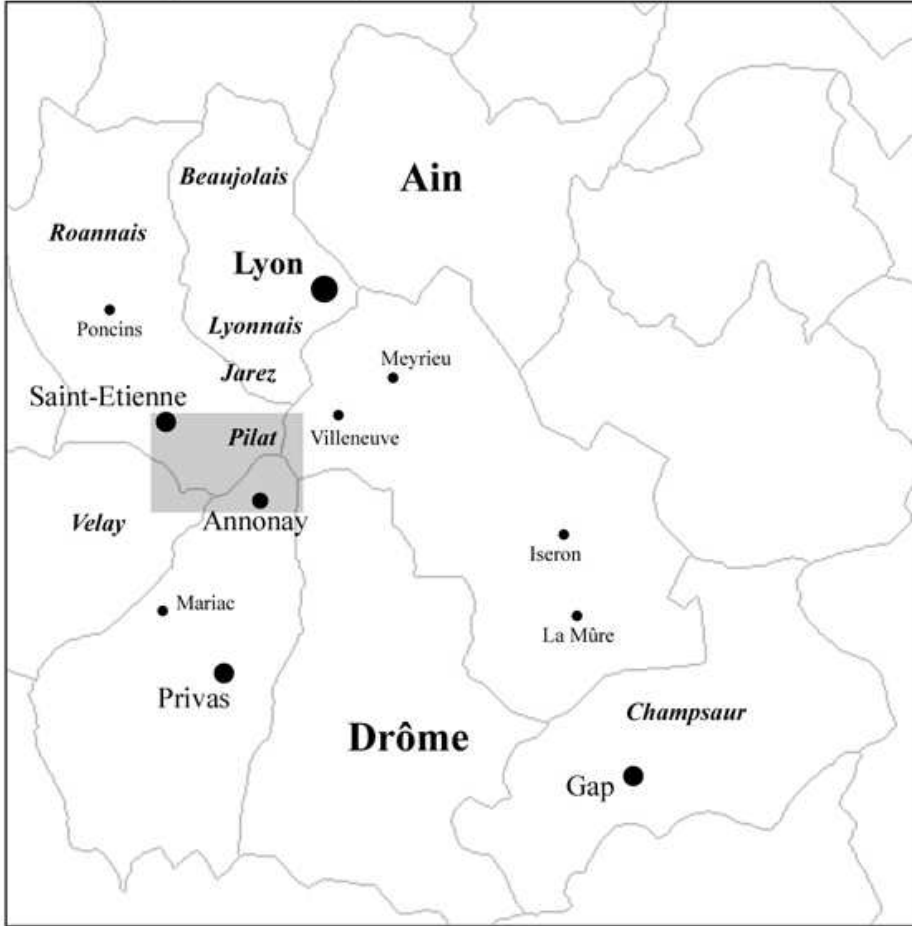 Beaujolais
Ain
Roannais
Lyon
Poncins
Lyonnais
Meyrieu
Jarez
Saint-Etienne
Villeneuve
Pilat
Velay
Annonay
Iseron
Mariac
La Mûre
Privas
Champsaur
Drôme
Gap